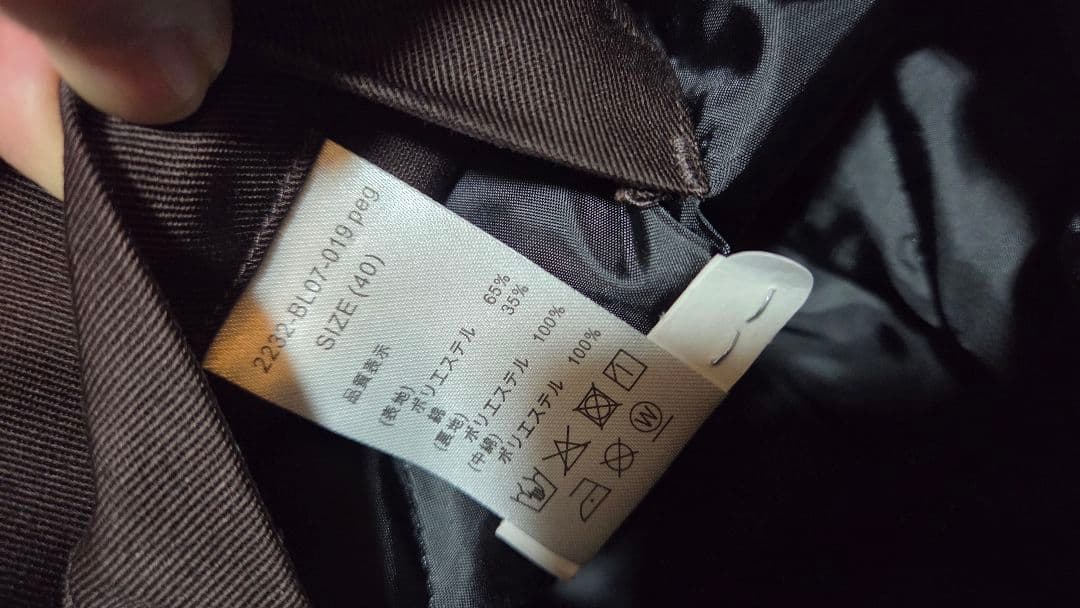 2232-BL07-019 peg
SIZE (40)
品質表示
(表地)
ポリエステル 65%
綿 35%
(裏地)
ポリエステル 100%
(中綿)
ポリエステル 100%
W